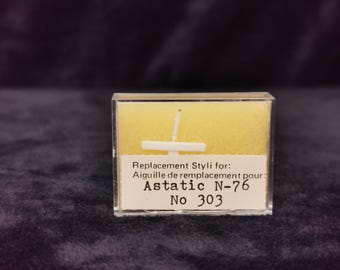 Replacement Styli for:
Aiguille de remplacement pour:
Astatic N-76
No 303